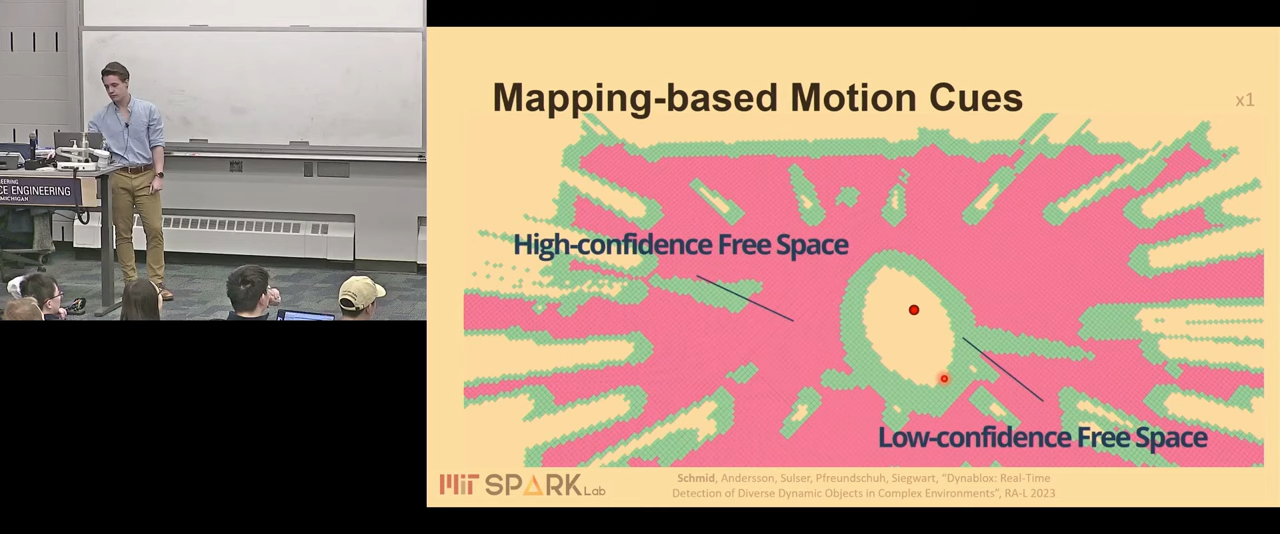 Mapping-based Motion Cues
x1
High-confidence Free Space
Low-confidence Free Space
MIT SPARK Lab
Schmid, Andersson, Sulser, Pfreundschuh, Siegwart, “Dynablox: Real-Time
Detection of Diverse Dynamic Objects in Complex Environments”, RA-L 2023
CE ENGINEERING
MICHIGAN